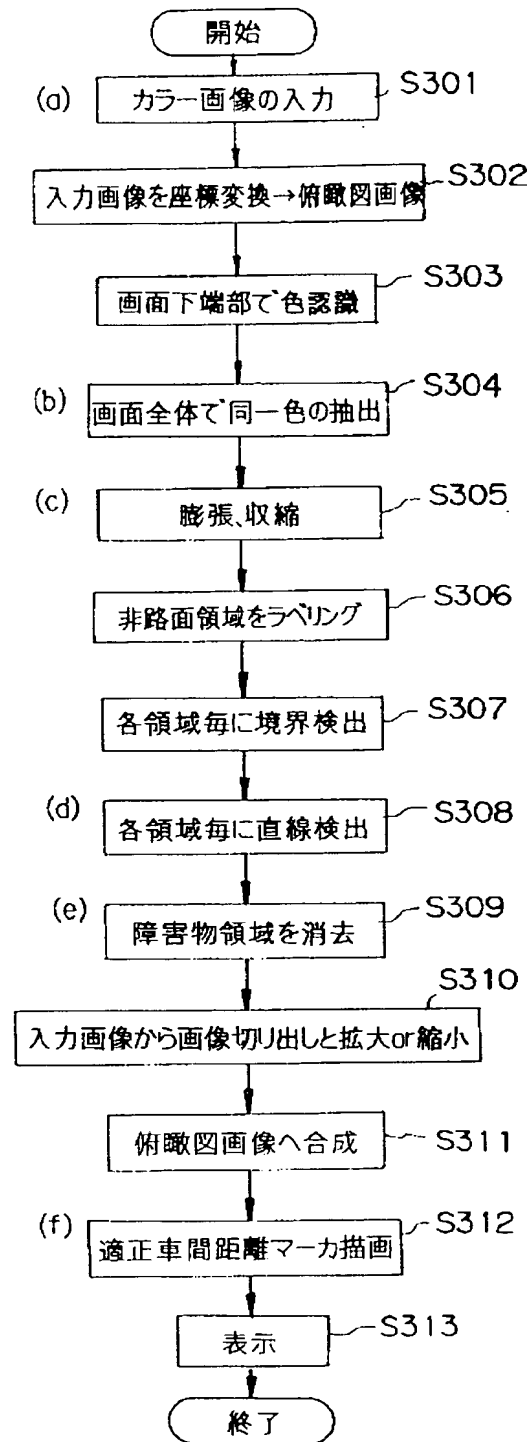 開始
(a) カラー画像の入力 S301
入力画像を座標変換→俯瞰図画像 S302
画面下端部で色認識 S303
(b) 画面全体で同一色の抽出 S304
(c) 膨張、収縮 S305
非路面領域をラベリング S306
各領域毎に境界検出 S307
(d) 各領域毎に直線検出 S308
(e) 障害物領域を消去 S309
S310
入力画像から画像切り出しと拡大or縮小
俯瞰図画像へ合成 S311
(f) 適正車間距離マーカ描画 S312
表示 S313
終了